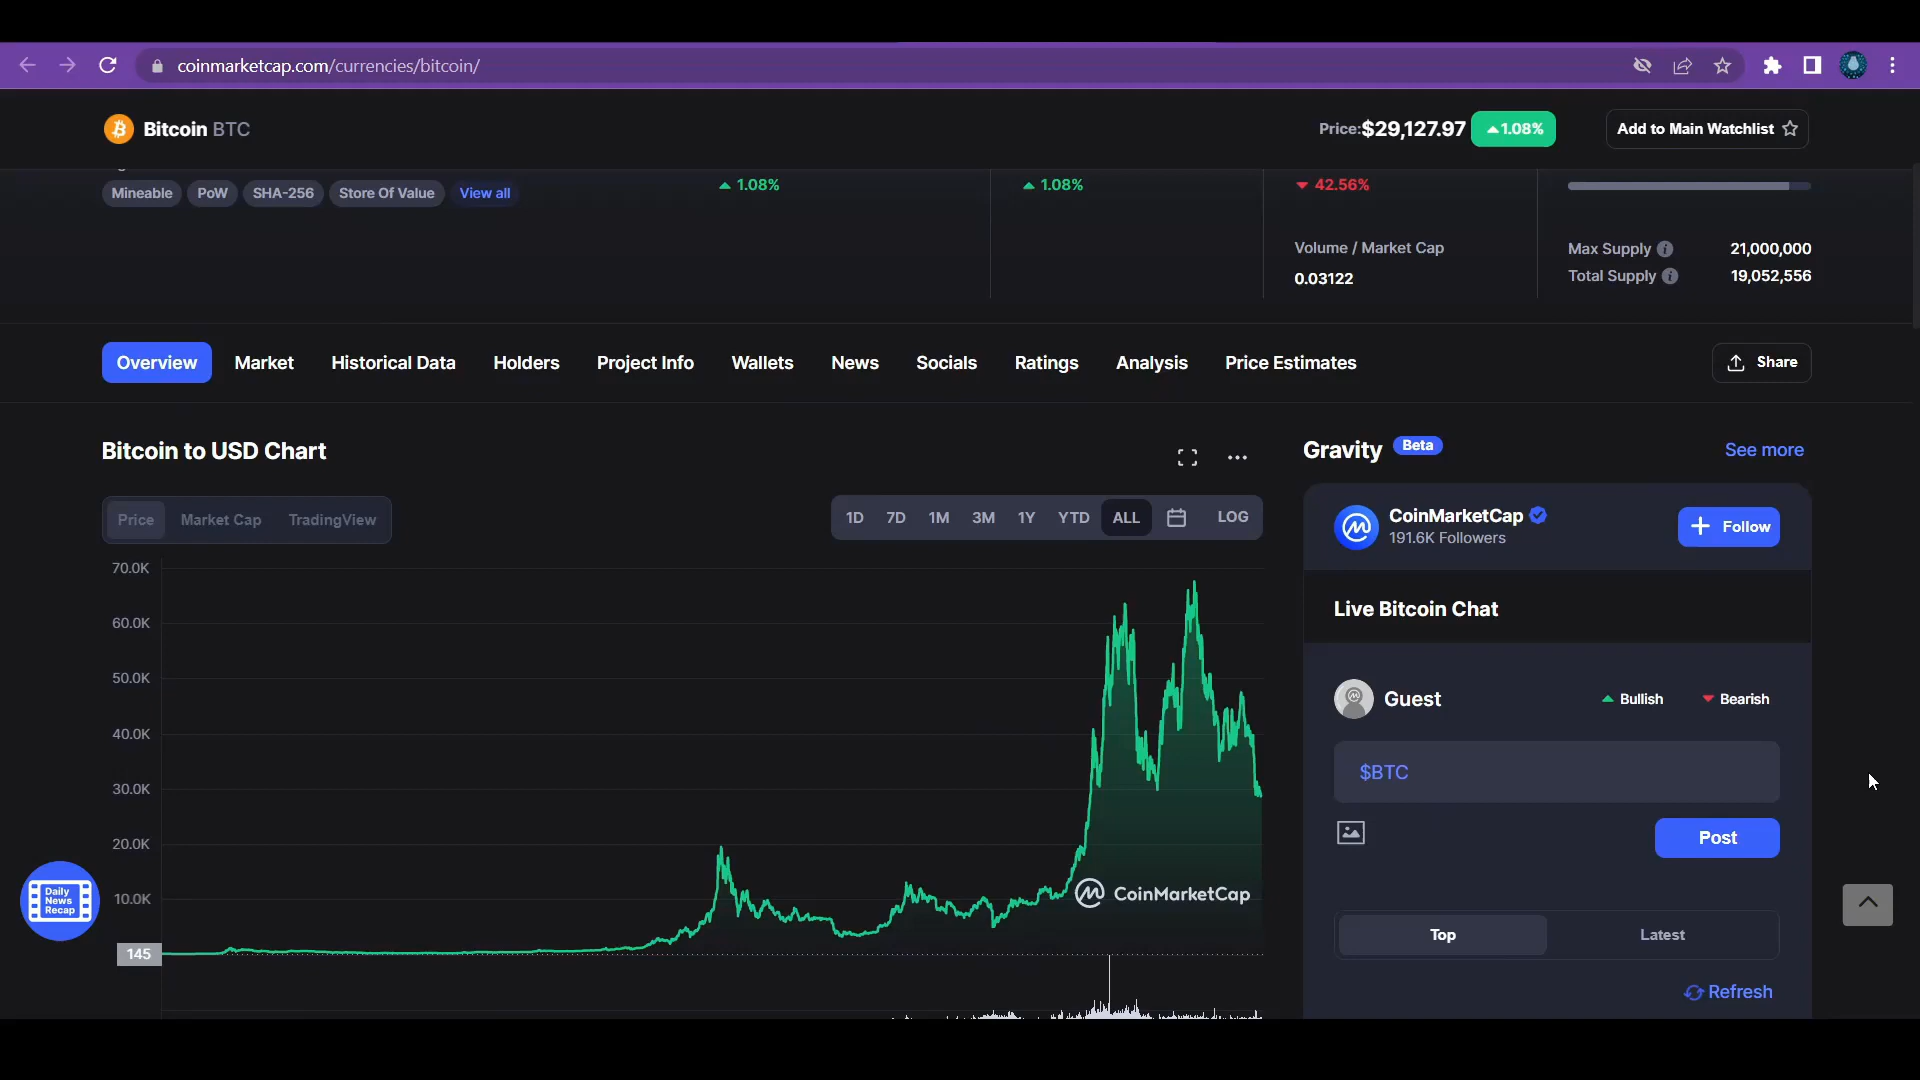 coinmarketcap.com/currencies/bitcoin/
Bitcoin BTC
Price:$29,127.97 1.08%
Add to Main Watchlist
Mineable PoW SHA-256 Store Of Value View all
1.08%
1.08%
42.56%
Volume / Market Cap
0.03122
Max Supply 21,000,000
Total Supply 19,052,556
Overview Market Historical Data Holders Project Info Wallets News Socials Ratings Analysis Price Estimates
Share
Bitcoin to USD Chart
Price Market Cap TradingView
1D 7D 1M 3M 1Y YTD ALL LOG
70.0K
60.0K
50.0K
40.0K
30.0K
20.0K
10.0K
145
CoinMarketCap
Daily
News
Recap
Gravity Beta
See more
CoinMarketCap
191.6K Followers
Follow
Live Bitcoin Chat
Guest
Bullish Bearish
$BTC
Post
Top Latest
Refresh